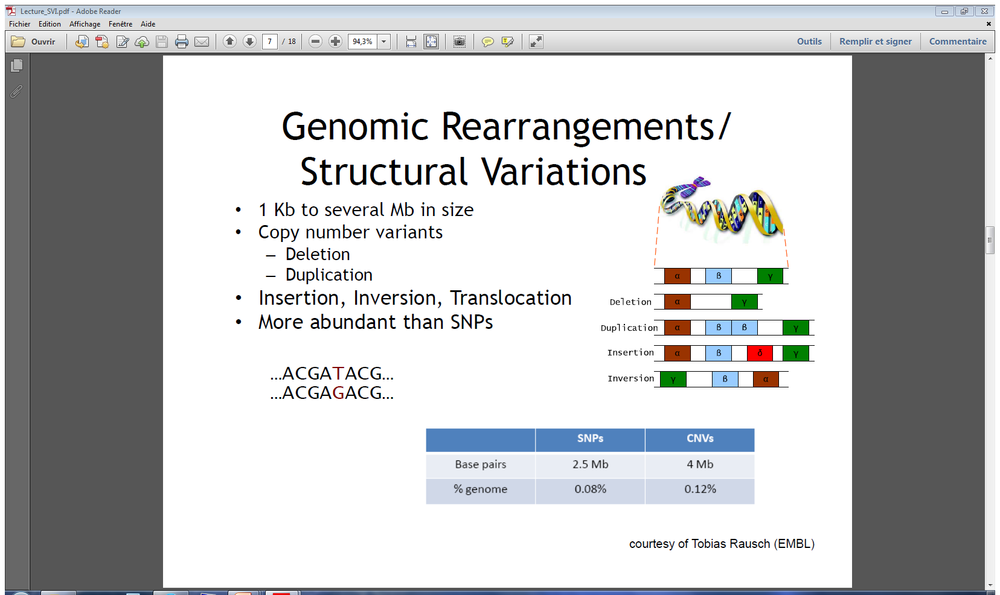 Lecture_SVI.pdf - Adobe Reader
Fichier Edition Affichage Fenêtre Aide
Ouvrir 7 / 18 94,3% Outils Remplir et signer Commentaire
Genomic Rearrangements/
Structural Variations
• 1 Kb to several Mb in size
• Copy number variants
– Deletion
– Duplication
• Insertion, Inversion, Translocation
• More abundant than SNPs
...ACGATACG...
...ACGAGACG...
α β γ
Deletion α γ
Duplication α β β γ
Insertion α β δ γ
Inversion γ β α
SNPs CNVs
Base pairs 2.5 Mb 4 Mb
% genome 0.08% 0.12%
courtesy of Tobias Rausch (EMBL)